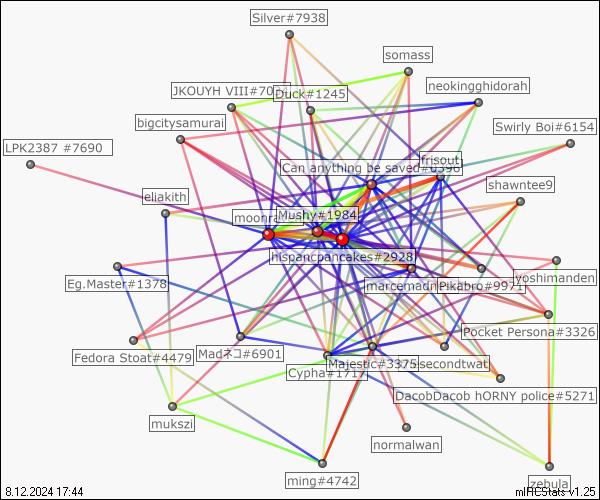 Silver#7938
somass
neokingghidorah
JKOUYH VIII#70
Duck#1245
bigcitysamurai
Swirly Boi#6154
LPK2387 #7690
frisout
Can anything be saved#1396
shawntee9
eliakith
Mushy#1984
hispancpancakes#2928
Eg.Master#1378
Pikabro#9971
yoshimanden
Pocket Persona#3326
Fedora Stoat#4479
Madネコ#6901
Majestic#3375
secondtwat
Cypha#1717
DacobDacob hORNY police#5271
mukszi
normalwan
ming#4742
zebula
8.12.2024 17:44
mIRCStats v1.25